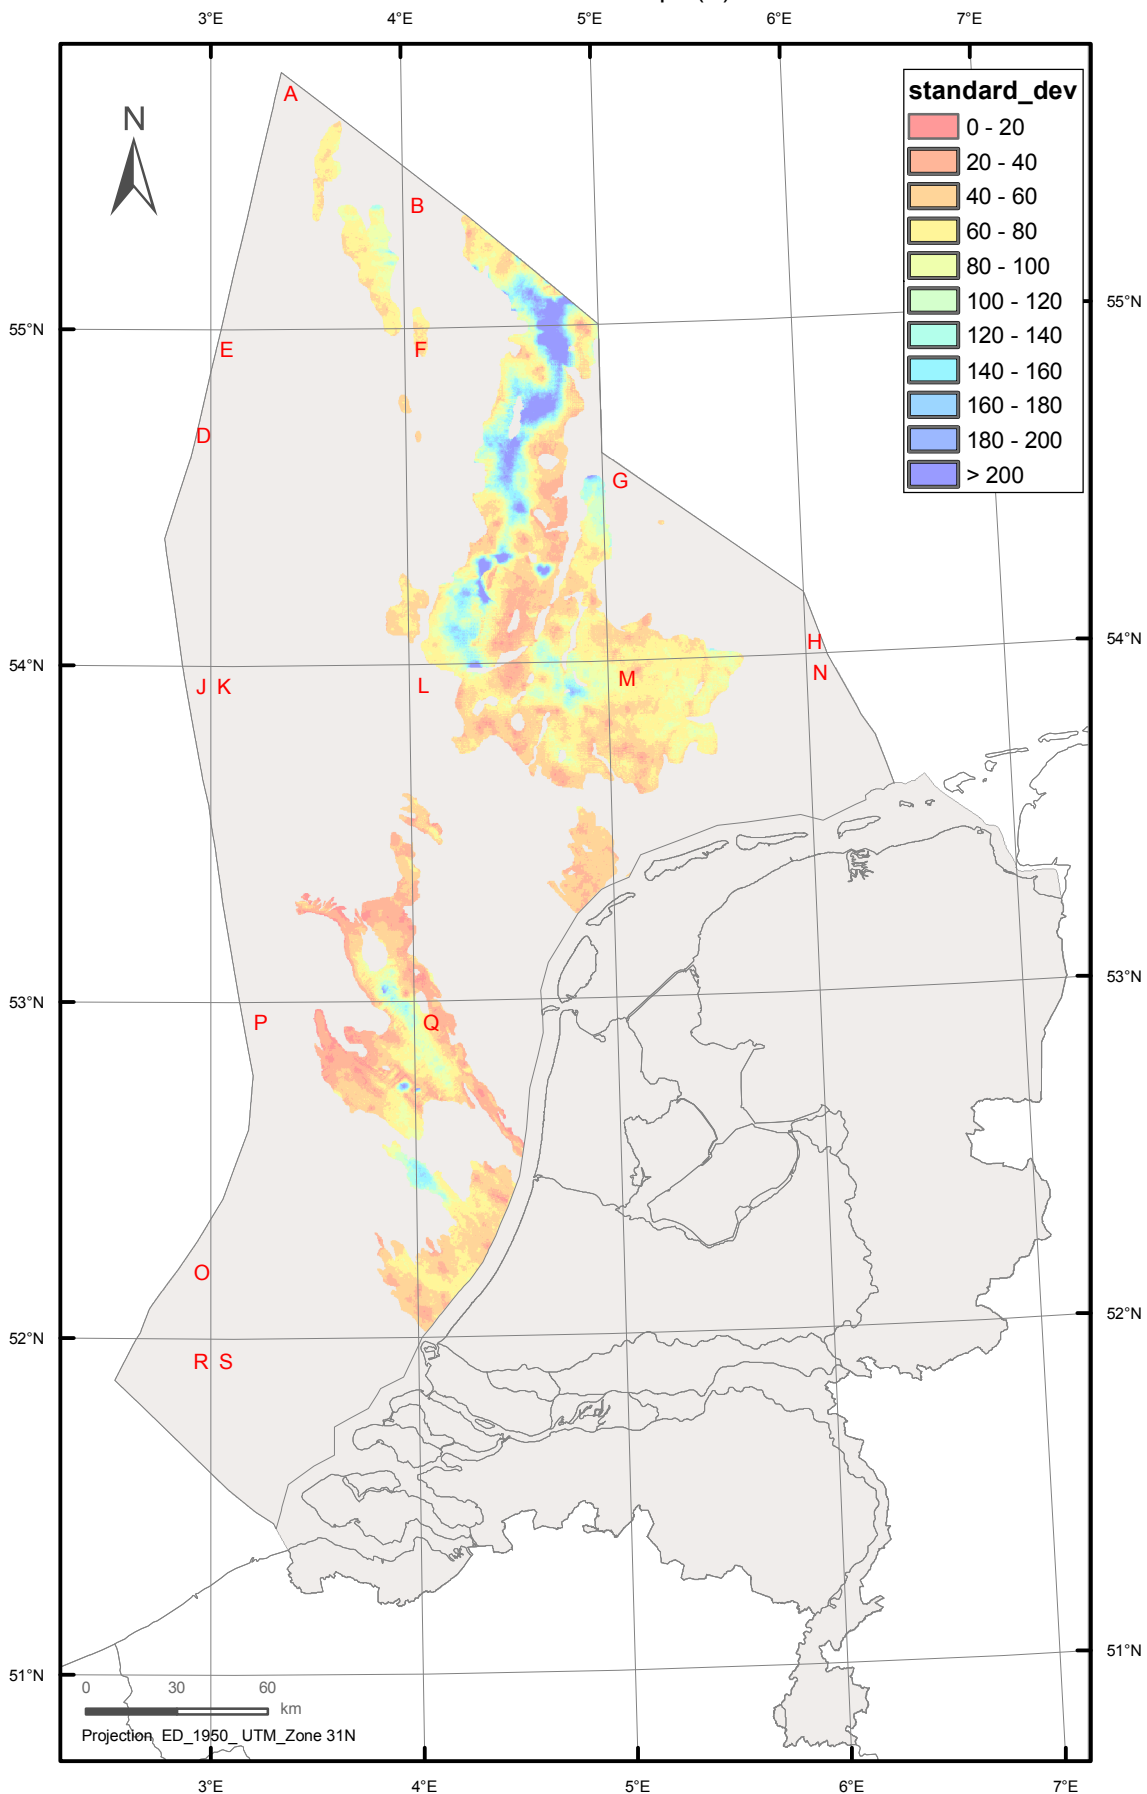 3°E 4°E 5°E 6°E 7°E
standard_dev
0 - 20
20 - 40
40 - 60
60 - 80
80 - 100
100 - 120
120 - 140
140 - 160
160 - 180
180 - 200
> 200
N
A
B
55°N
55°N
E
F
D
G
54°N
H
54°N
J K
L
M
N
53°N
53°N
P
Q
O
52°N
52°N
R S
51°N
51°N
0 30 60
km
Projection ED_1950_ UTM_Zone 31N
3°E 4°E 5°E 6°E 7°E